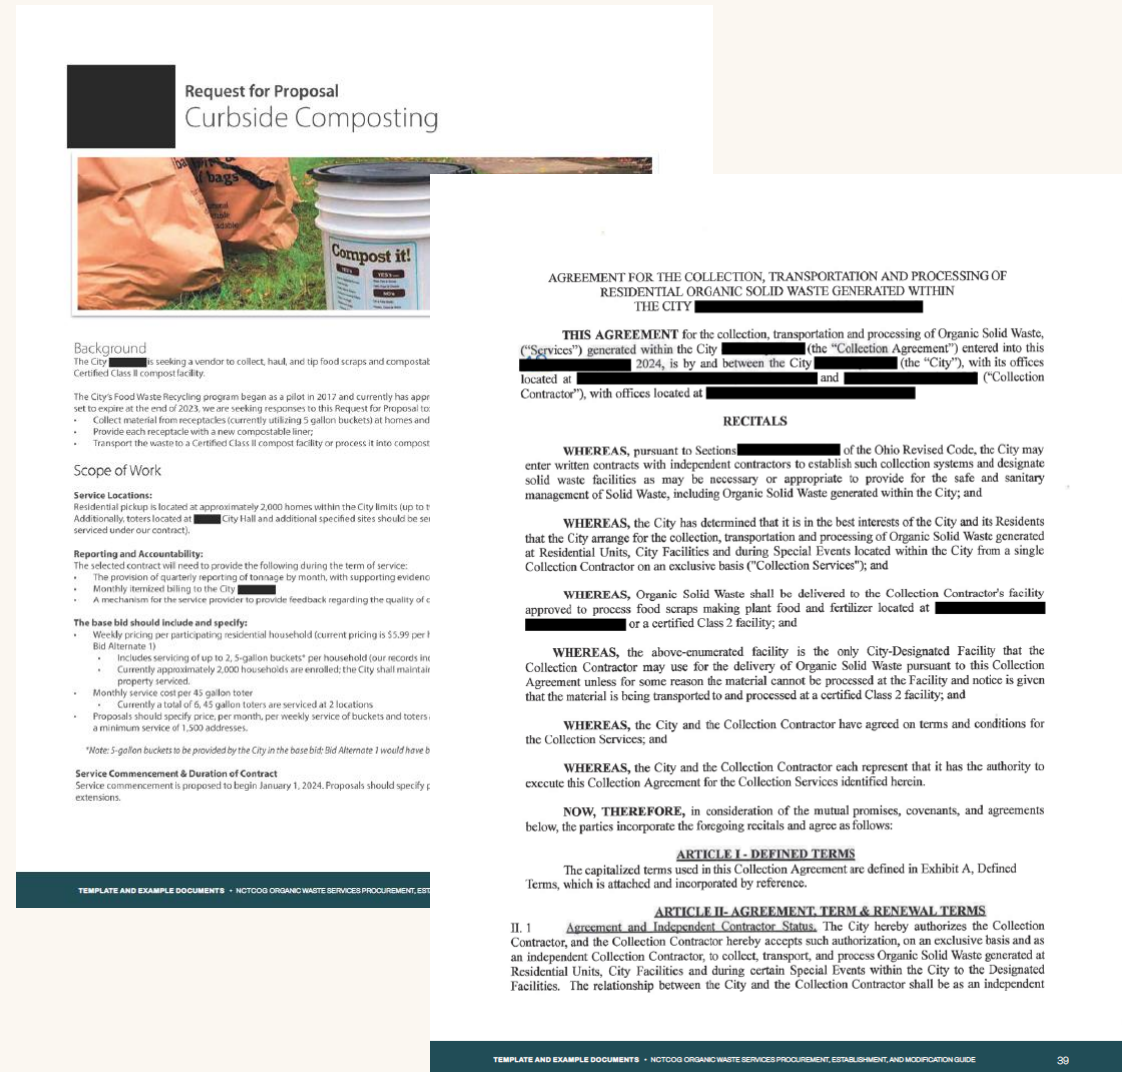 Request for Proposal
Curbside Composting
bags
Compost it!
YES's
YES's
NO's
Background
The City is seeking a vendor to collect, haul, and tip food scraps and compostab
Certified Class II compost facility.
The City's Food Waste Recycling program began as a pilot in 2017 and currently has appr
set to expire at the end of 2023, we are seeking responses to this Request for Proposal to:
• Collect material from receptacles (currently utilizing 5 gallon buckets) at homes and
• Provide each receptacle with a new compostable liner;
• Transport the waste to a Certified Class II compost facility or process it into compost
Scope of Work
Service Locations:
Residential pickup is located at approximately 2,000 homes within the City limits (up to t
Additionally, toters located at City Hall and additional specified sites should be ser
serviced under our contract).
Reporting and Accountability:
The selected contract will need to provide the following during the term of service:
• The provision of quarterly reporting of tonnage by month, with supporting evidenc
• Monthly itemized billing to the City
• A mechanism for the service provider to provide feedback regarding the quality of c
The base bid should include and specify:
• Weekly pricing per participating residential household (current pricing is $5.99 per h
Bid Alternate 1)
• Includes servicing of up to 2, 5-gallon buckets* per household (our records inc
• Currently approximately 2,000 households are enrolled; the City shall maintain
property serviced.
• Monthly service cost per 45 gallon toter
• Currently a total of 6, 45 gallon toters are serviced at 2 locations
• Proposals should specify price, per month, per weekly service of buckets and toters
a minimum service of 1,500 addresses.
*Note: 5-gallon buckets to be provided by the City in the base bid; Bid Alternate 1 would have b
Service Commencement & Duration of Contract
Service commencement is proposed to begin January 1, 2024. Proposals should specify p
extensions.
TEMPLATE AND EXAMPLE DOCUMENTS • NCTCOG ORGANIC WASTE SERVICES PROCUREMENT, EST
AGREEMENT FOR THE COLLECTION, TRANSPORTATION AND PROCESSING OF
RESIDENTIAL ORGANIC SOLID WASTE GENERATED WITHIN
THE CITY
THIS AGREEMENT for the collection, transportation and processing of Organic Solid Waste,
("Services") generated within the City (the "Collection Agreement") entered into this
2024, is by and between the City (the "City"), with its offices
located at and ("Collection
Contractor"), with offices located at
RECITALS
WHEREAS, pursuant to Sections of the Ohio Revised Code, the City may
enter written contracts with independent contractors to establish such collection systems and designate
solid waste facilities as may be necessary or appropriate to provide for the safe and sanitary
management of Solid Waste, including Organic Solid Waste generated within the City; and
WHEREAS, the City has determined that it is in the best interests of the City and its Residents
that the City arrange for the collection, transportation and processing of Organic Solid Waste generated
at Residential Units, City Facilities and during Special Events located within the City from a single
Collection Contractor on an exclusive basis ("Collection Services"); and
WHEREAS, Organic Solid Waste shall be delivered to the Collection Contractor's facility
approved to process food scraps making plant food and fertilizer located at
or a certified Class 2 facility; and
WHEREAS, the above-enumerated facility is the only City-Designated Facility that the
Collection Contractor may use for the delivery of Organic Solid Waste pursuant to this Collection
Agreement unless for some reason the material cannot be processed at the Facility and notice is given
that the material is being transported to and processed at a certified Class 2 facility; and
WHEREAS, the City and the Collection Contractor have agreed on terms and conditions for
the Collection Services; and
WHEREAS, the City and the Collection Contractor each represent that it has the authority to
execute this Collection Agreement for the Collection Services identified herein.
NOW, THEREFORE, in consideration of the mutual promises, covenants, and agreements
below, the parties incorporate the foregoing recitals and agree as follows:
ARTICLE I - DEFINED TERMS
The capitalized terms used in this Collection Agreement are defined in Exhibit A, Defined
Terms, which is attached and incorporated by reference.
ARTICLE II- AGREEMENT, TERM & RENEWAL TERMS
II. 1 Agreement and Independent Contractor Status. The City hereby authorizes the Collection
Contractor, and the Collection Contractor hereby accepts such authorization, on an exclusive basis and as
an independent Collection Contractor, to collect, transport, and process Organic Solid Waste generated at
Residential Units, City Facilities and during certain Special Events within the City to the Designated
Facilities. The relationship between the City and the Collection Contractor shall be as an independent
TEMPLATE AND EXAMPLE DOCUMENTS • NCTCOG ORGANIC WASTE SERVICES PROCUREMENT, ESTABLISHMENT, AND MODIFICATION GUIDE 39